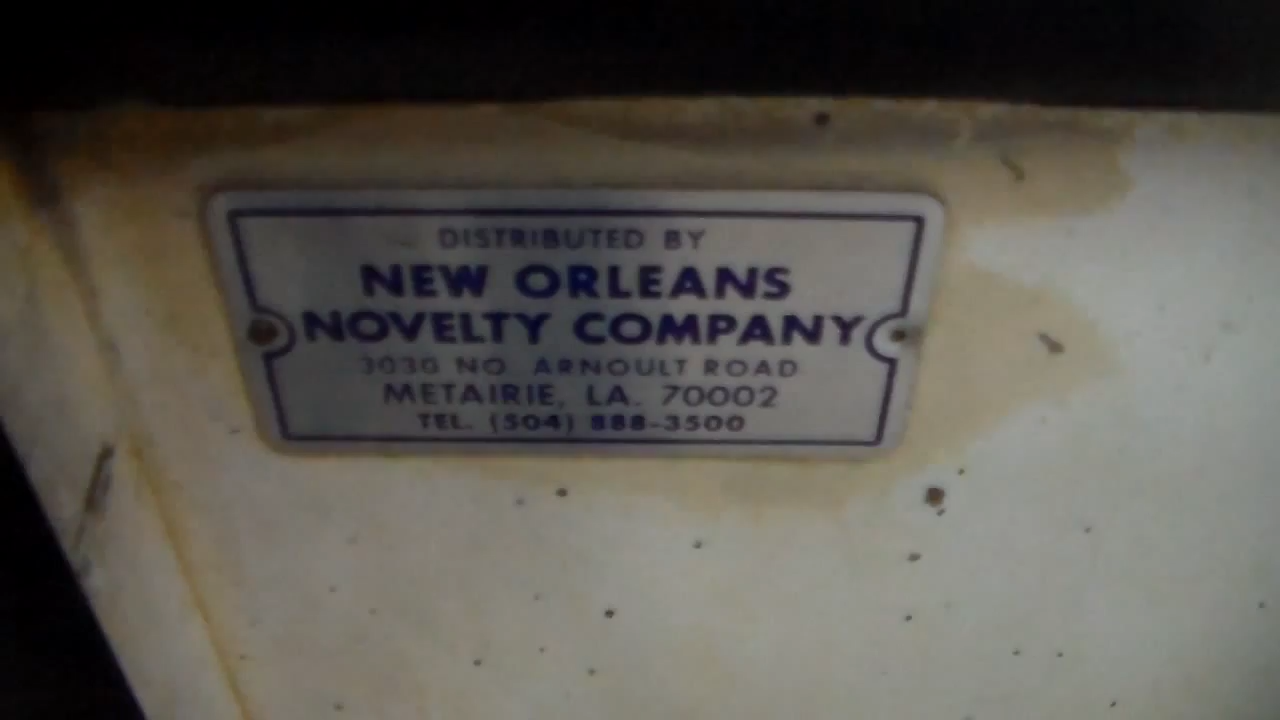 DISTRIBUTED BY
NEW ORLEANS
NOVELTY COMPANY
3030 NO. ARNOULT ROAD
METAIRIE, LA. 70002
TEL. (504) 888-3500